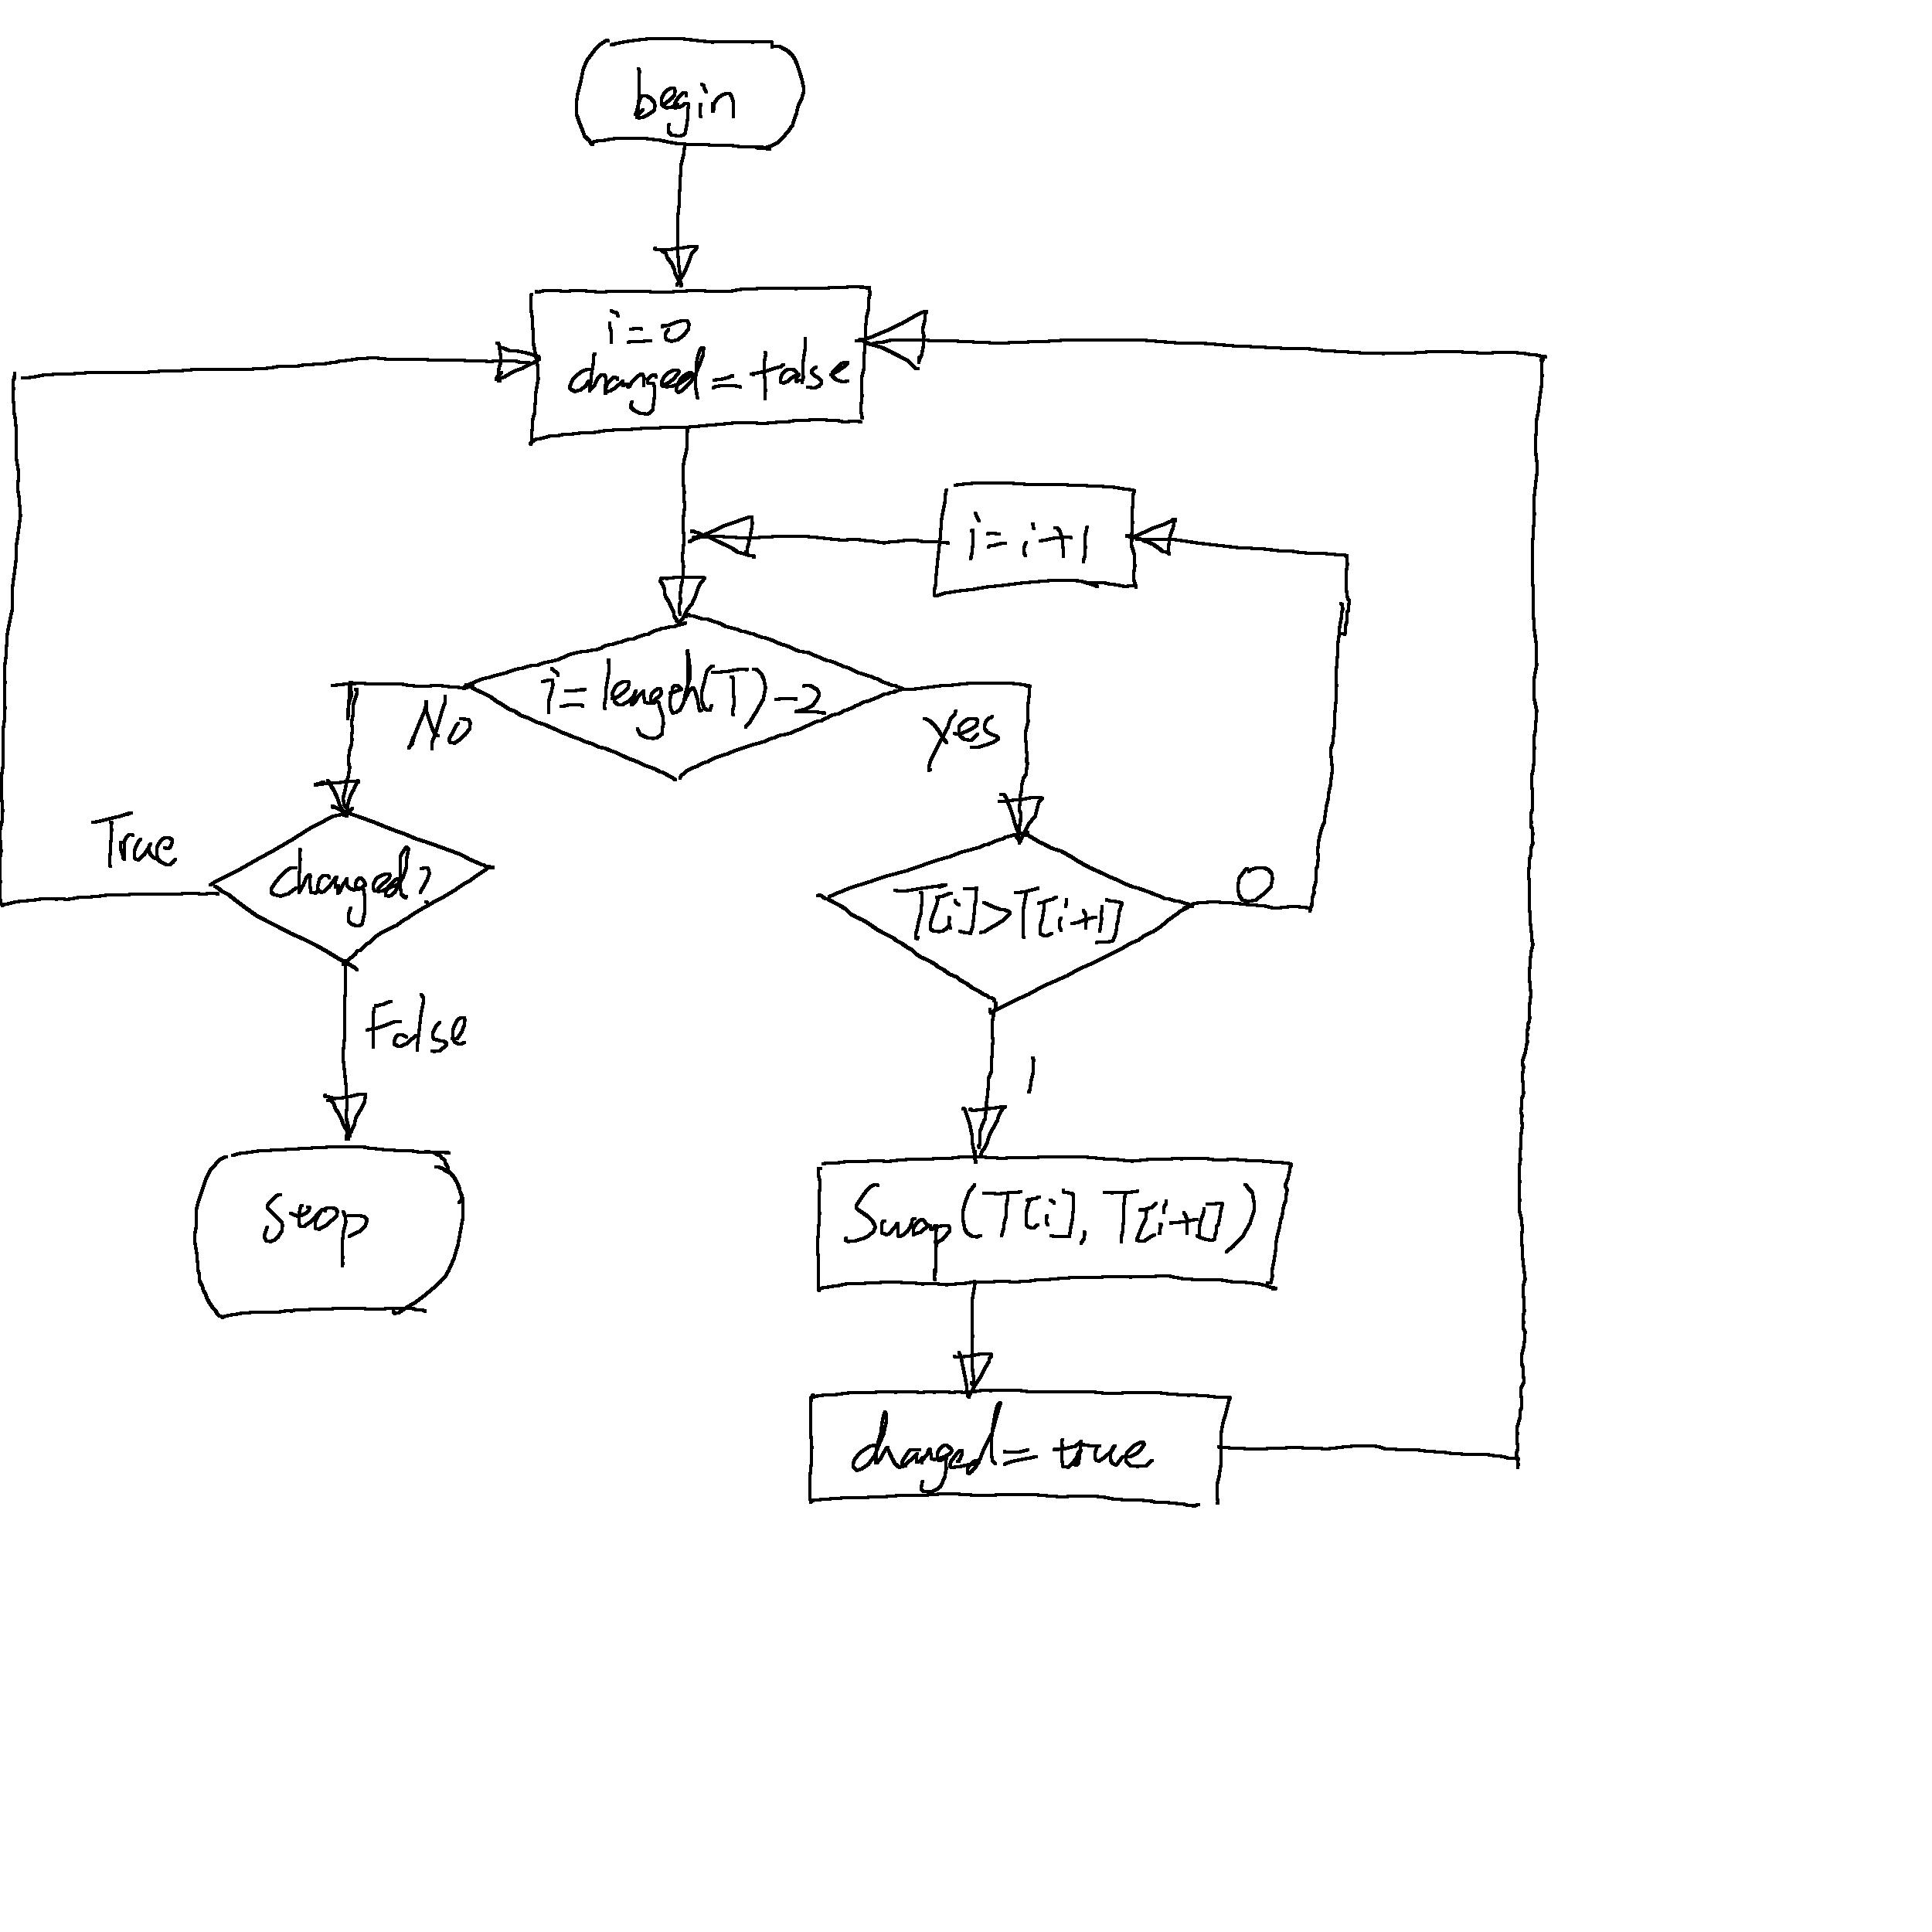 begin
i=0
changed=false
i=i+1
i=length(T)-2
No
yes
True
changed?
T[i]>T[i+1]
0
False
1
stop
Swap(T[i], T[i+1])
changed=true